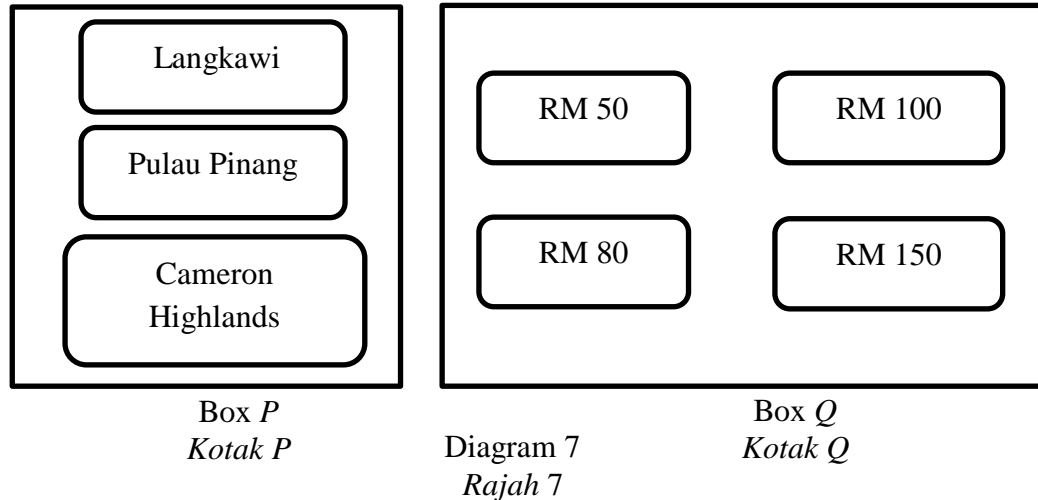 Langkawi
Pulau Pinang
Cameron
Highlands
RM 50
RM 100
RM 80
RM 150
Box P
Kotak P
Box Q
Kotak Q
Diagram 7
Rajah 7